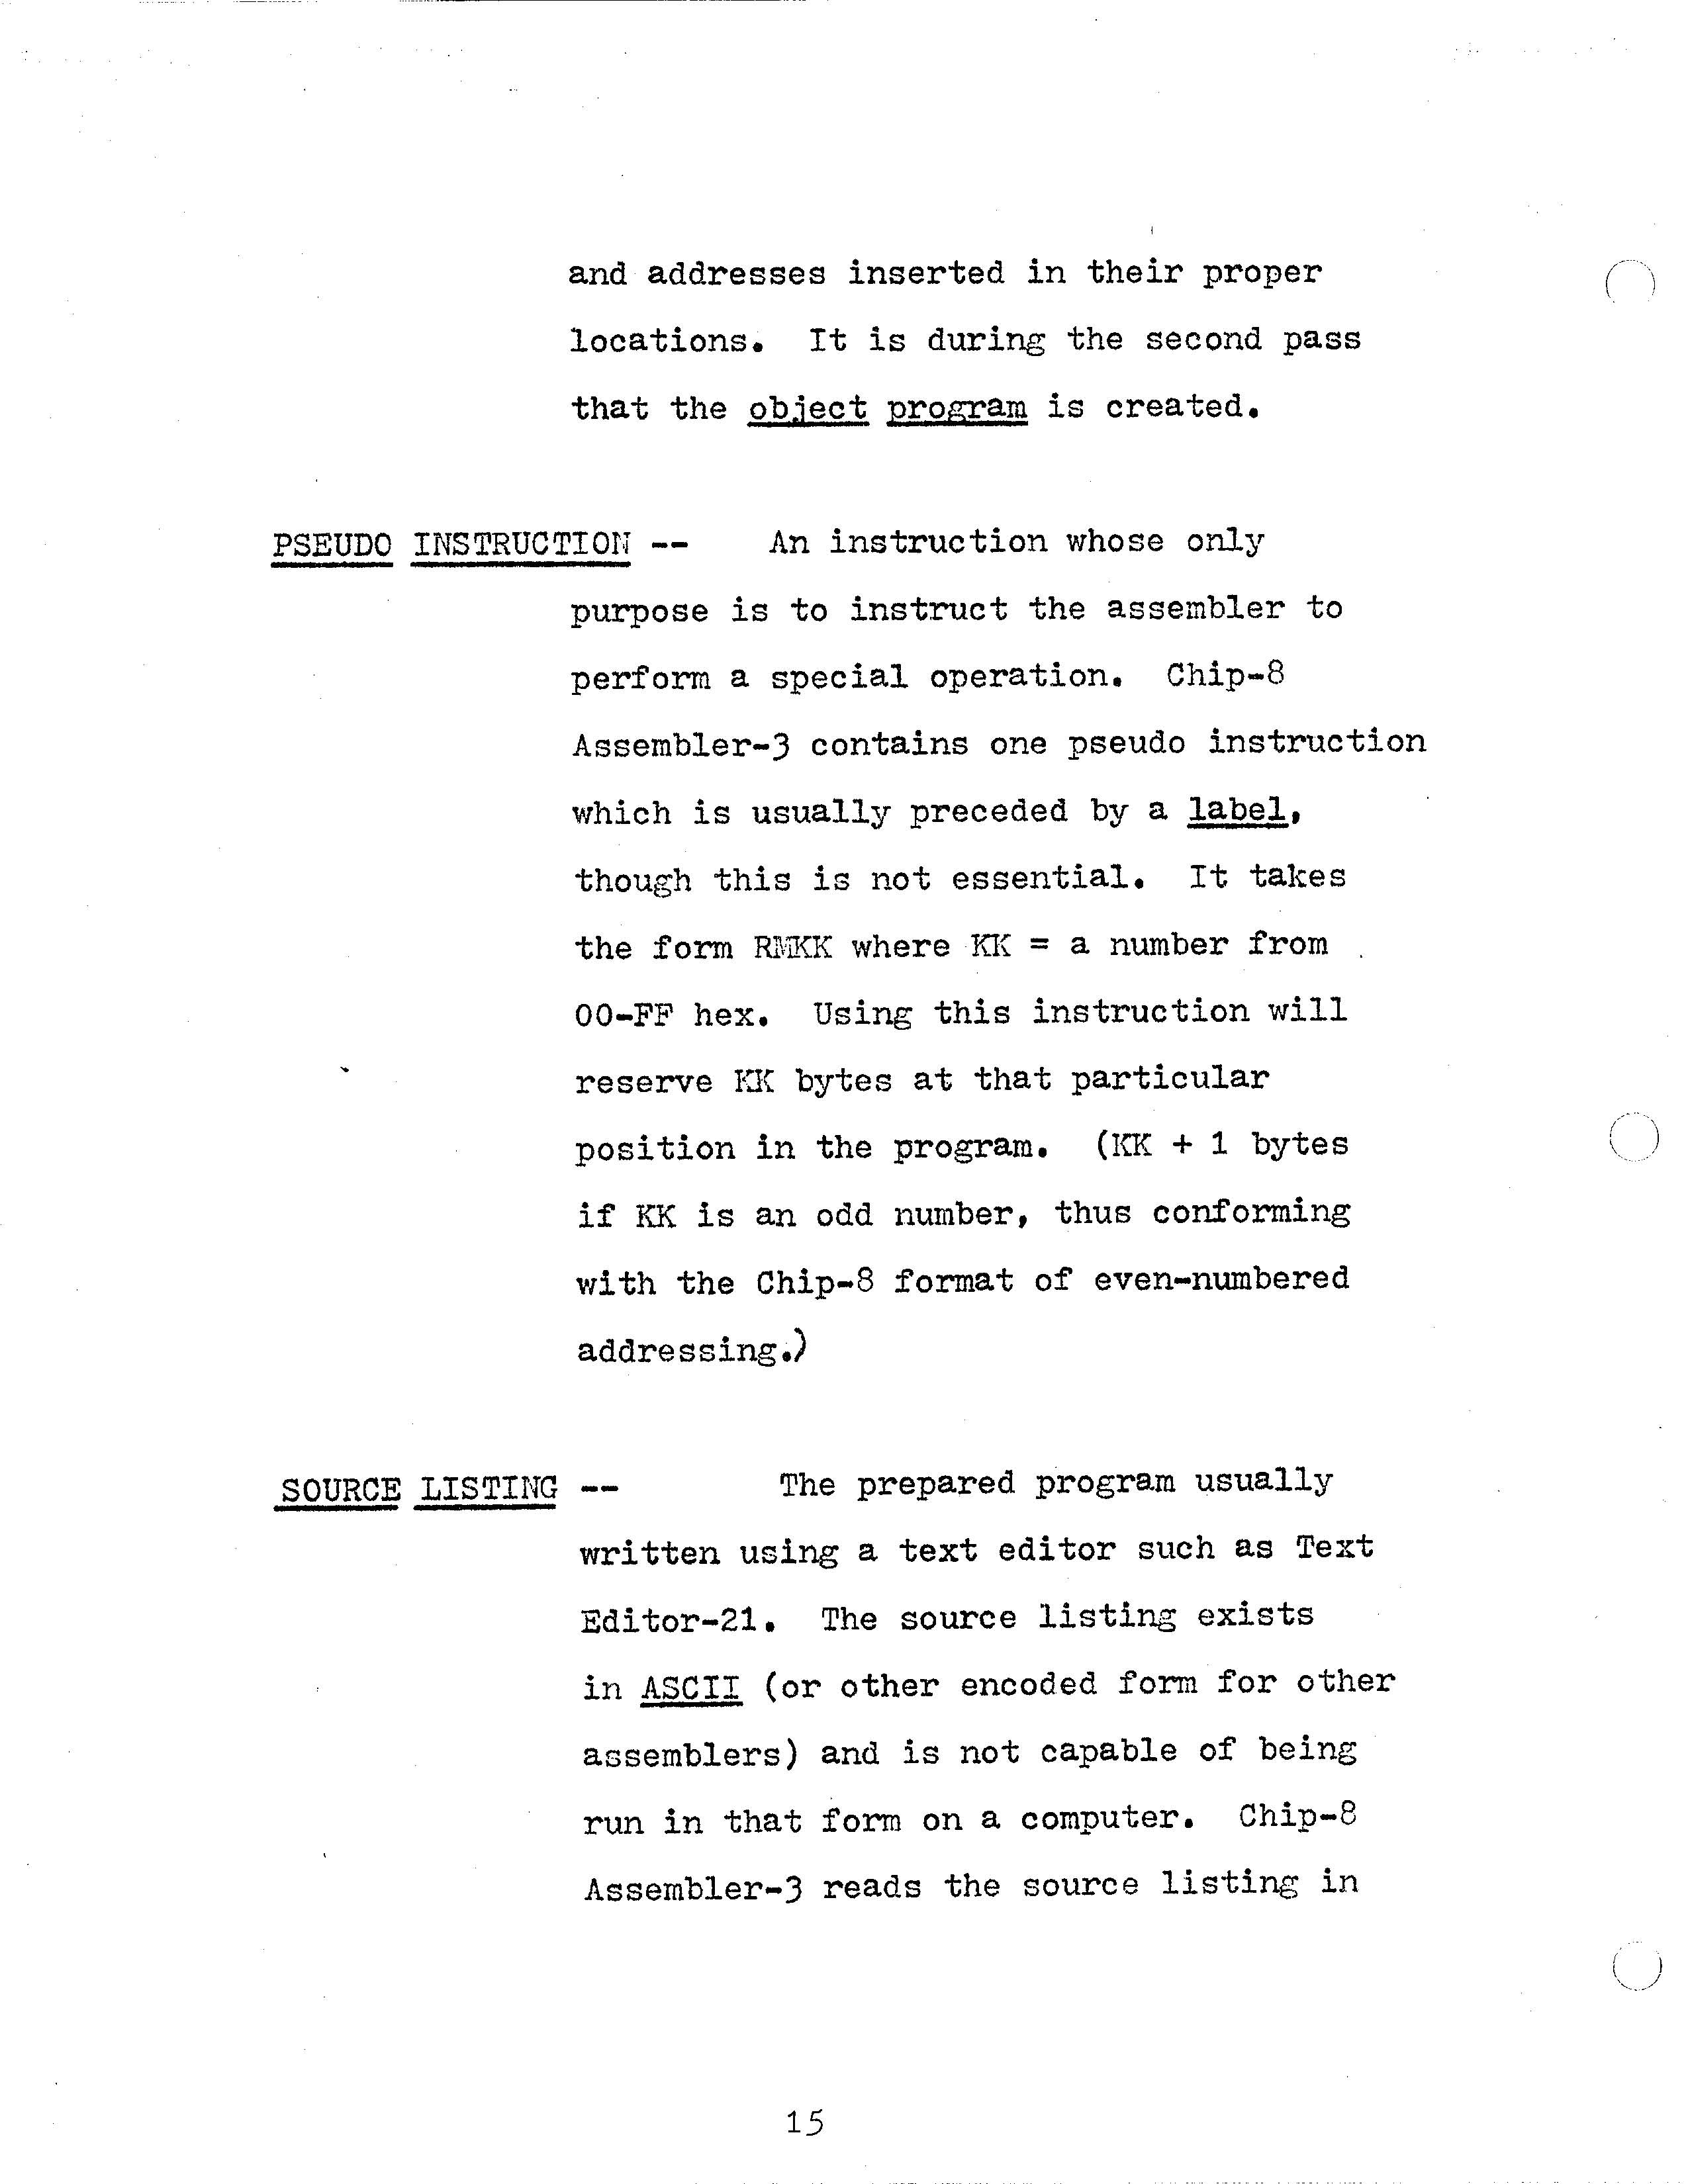 and addresses inserted in their proper
locations.  It is during the second pass
that the object program is created.
PSEUDO INSTRUCTION --    An instruction whose only
purpose is to instruct the assembler to
perform a special operation.  Chip-8
Assembler-3 contains one pseudo instruction
which is usually preceded by a label,
though this is not essential.  It takes
the form RMKK where KK = a number from
00-FF hex.  Using this instruction will
reserve KK bytes at that particular
position in the program.  (KK + 1 bytes
if KK is an odd number, thus conforming
with the Chip-8 format of even-numbered
addressing.)
SOURCE LISTING --        The prepared program usually
written using a text editor such as Text
Editor-21.  The source listing exists
in ASCII (or other encoded form for other
assemblers) and is not capable of being
run in that form on a computer.  Chip-8
Assembler-3 reads the source listing in
15